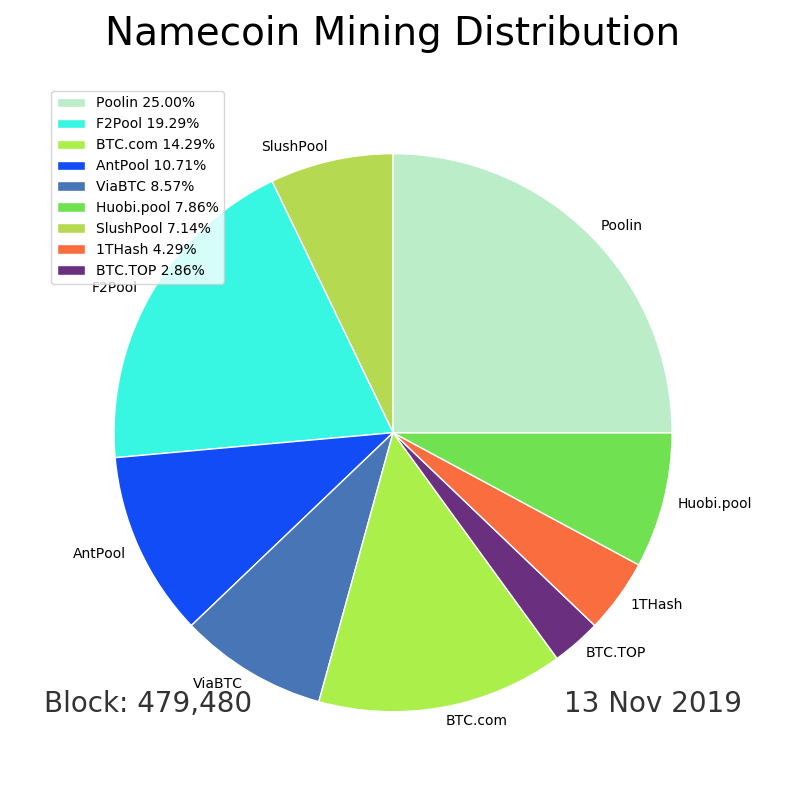 Namecoin Mining Distribution
Poolin 25.00%
F2Pool 19.29%
BTC.com 14.29%
AntPool 10.71%
ViaBTC 8.57%
Huobi.pool 7.86%
SlushPool 7.14%
1THash 4.29%
BTC.TOP 2.86%
SlushPool
Poolin
F2Pool
Huobi.pool
AntPool
1THash
BTC.TOP
ViaBTC
BTC.com
Block: 479,480
13 Nov 2019